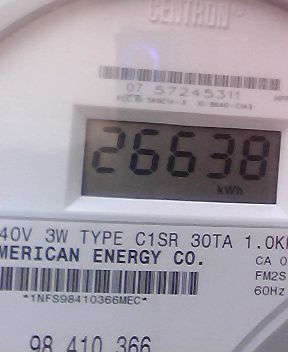 CENTRON®
07 57245311
26638
kWh
40V 3W TYPE C1SR 30TA 1.0K
MERICAN ENERGY CO.
CA 0
FM2S
60Hz
*1NFS98410366MEC*
98 410 366